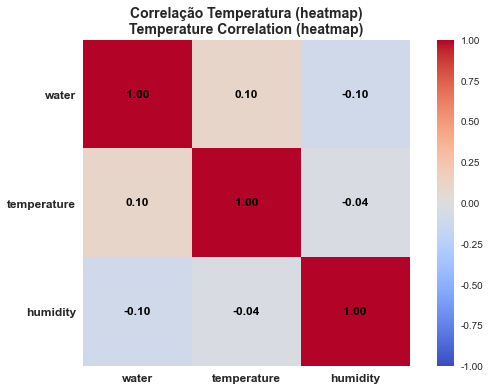 Correlação Temperatura (heatmap)
Temperature Correlation (heatmap)
water
1.00
0.10
-0.10
temperature
0.10
1.00
-0.04
humidity
-0.10
-0.04
1.00
water
temperature
humidity
1.00
0.75
0.50
0.25
0.00
-0.25
-0.50
-0.75
-1.00